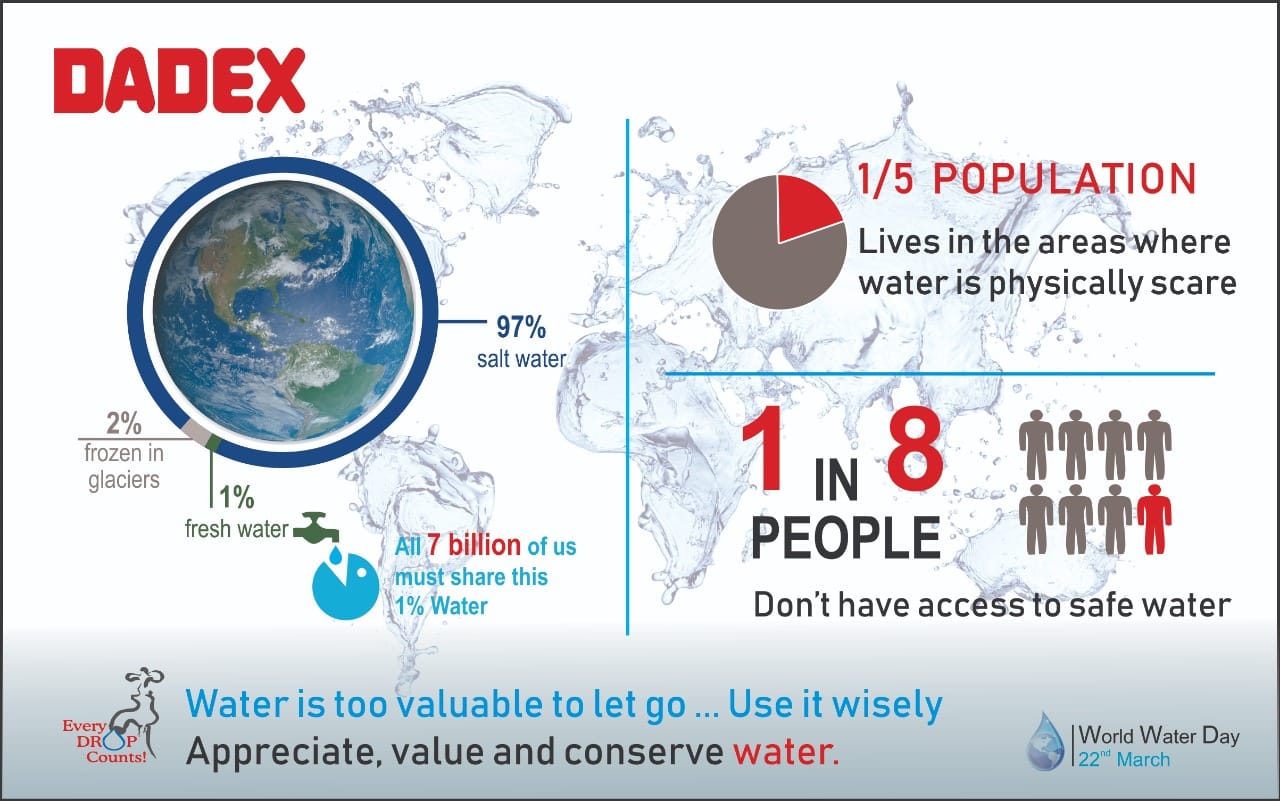 DADEX
97%
salt water
2%
frozen in
glaciers
1%
fresh water
All 7 billion of us
must share this
1% Water
1/5 POPULATION
Lives in the areas where
water is physically scare
1 IN 8
PEOPLE
Don't have access to safe water
Every
DROP
Counts!
Water is too valuable to let go ... Use it wisely
Appreciate, value and conserve water.
World Water Day
22nd March